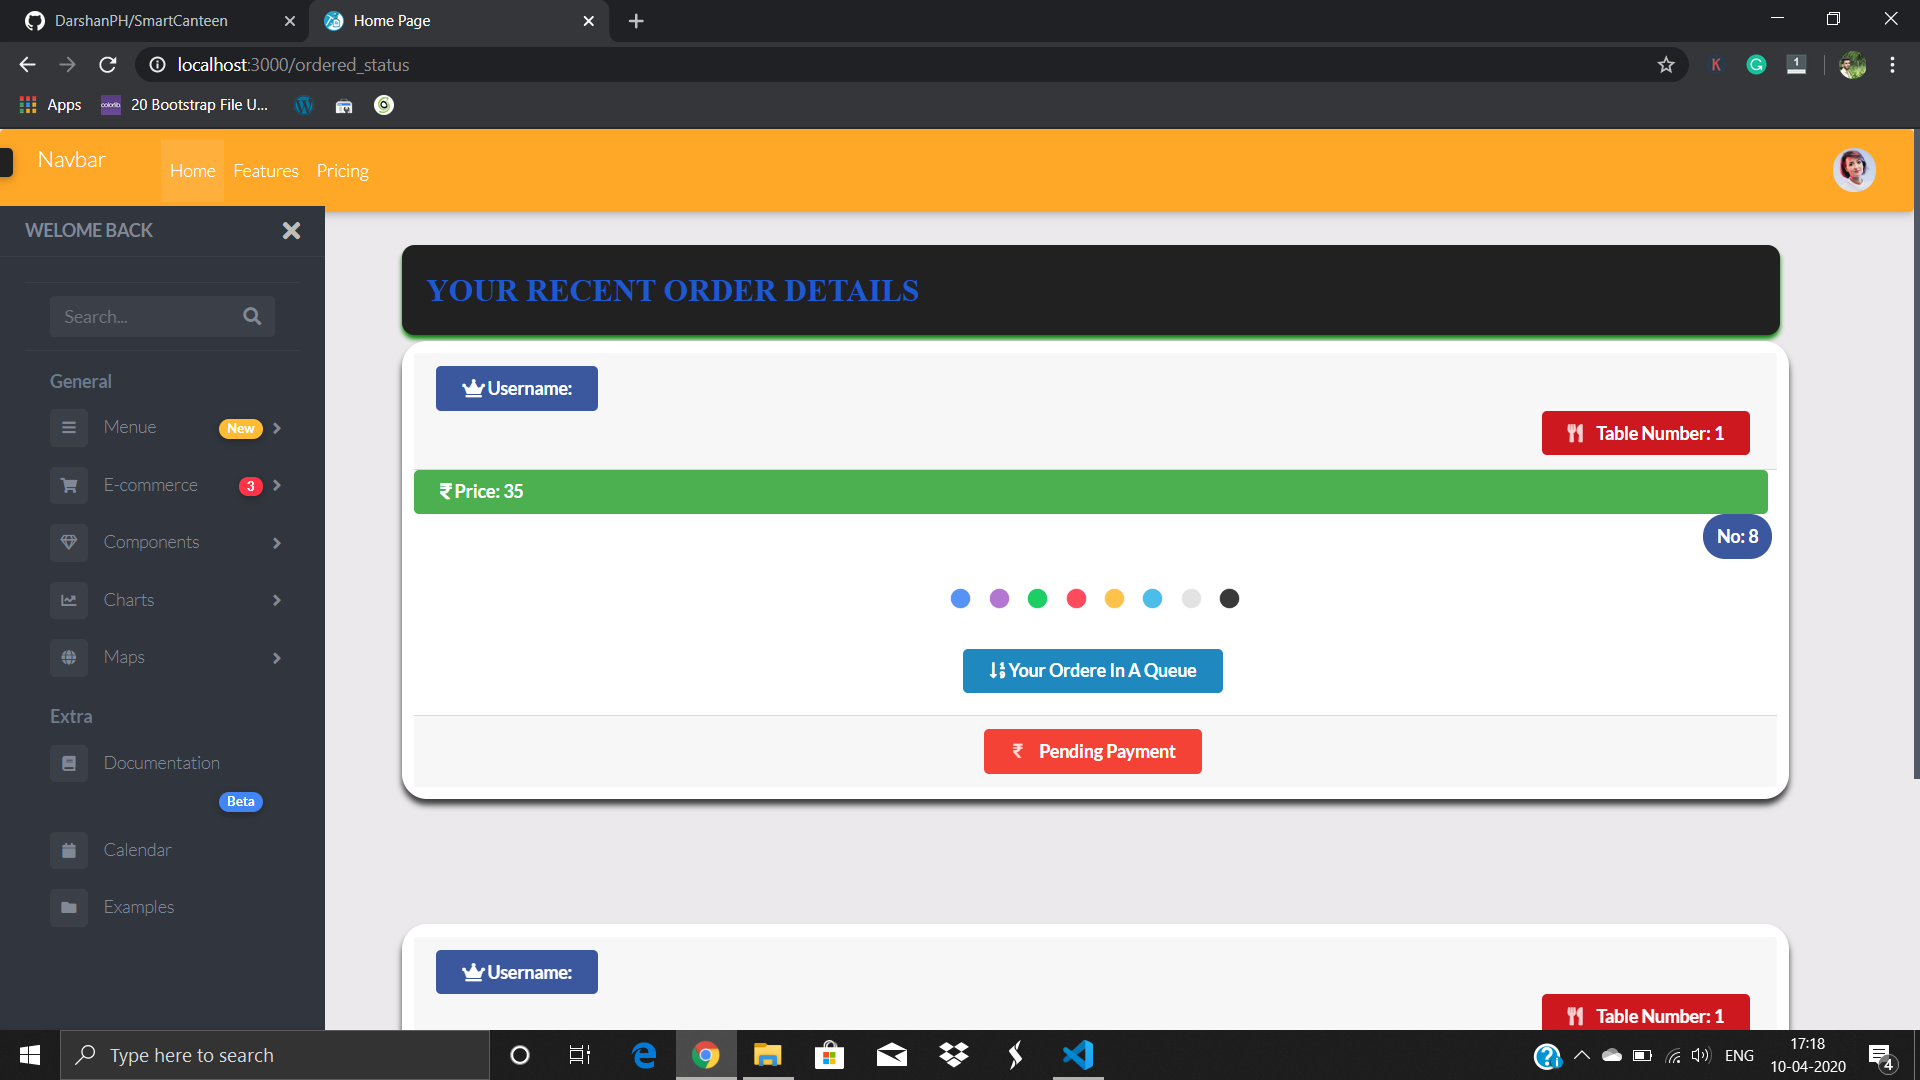 DarshanPH/SmartCanteen
Home Page
localhost:3000/ordered_status
K
G
1
Apps
colorlib
20 Bootstrap File U...
Navbar
Home
Features
Pricing
WELOME BACK
YOUR RECENT ORDER DETAILS
Search...
General
Menue
New
E-commerce
3
Components
Charts
Maps
Extra
Documentation
Beta
Calendar
Examples
Username:
Table Number: 1
₹ Price: 35
No: 8
Your Ordere In A Queue
₹ Pending Payment
Username:
Table Number: 1
Type here to search
ENG
17:18
10-04-2020
4